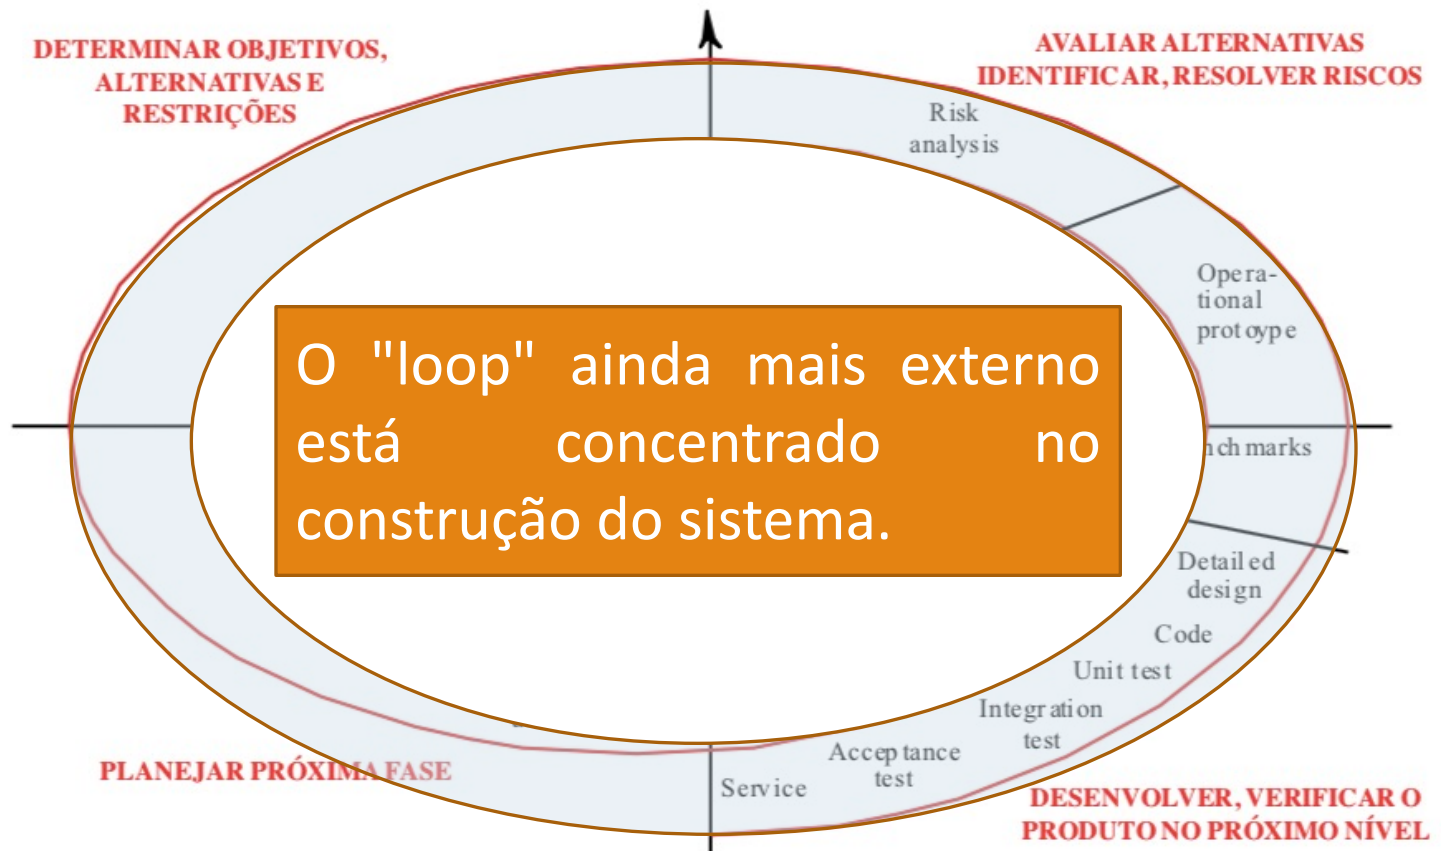 DETERMINAR OBJETIVOS,
ALTERNATIVAS E
RESTRIÇÕES
AVALIAR ALTERNATIVAS
IDENTIFICAR, RESOLVER RISCOS
Risk
analysis
Opera-
tional
protoype
O "loop" ainda mais externo
está concentrado no
construção do sistema.
nchmarks
Detailed
design
Code
Unit test
Integration
test
Acceptance
test
Service
PLANEJAR PRÓXIMA FASE
DESENVOLVER, VERIFICAR O
PRODUTO NO PRÓXIMO NÍVEL